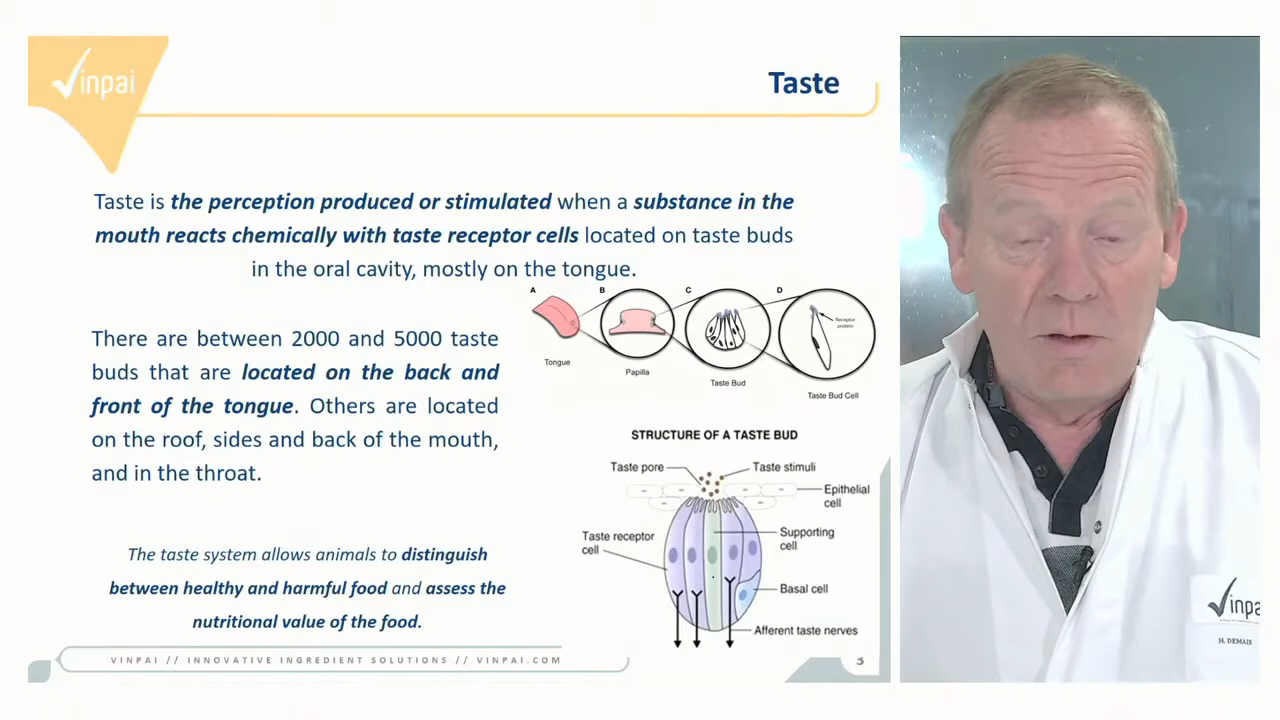 Vinpai
Taste
Taste is the perception produced or stimulated when a substance in the
mouth reacts chemically with taste receptor cells located on taste buds
in the oral cavity, mostly on the tongue.
A B C D
Receptor
protein
Tongue
Papilla
Taste Bud
Taste Bud Cell
There are between 2000 and 5000 taste
buds that are located on the back and
front of the tongue. Others are located
on the roof, sides and back of the mouth,
and in the throat.
STRUCTURE OF A TASTE BUD
Taste pore
Taste stimuli
Epithelial
cell
Taste receptor
cell
Supporting
cell
Basal cell
Afferent taste nerves
The taste system allows animals to distinguish
between healthy and harmful food and assess the
nutritional value of the food.
VINPAI // INNOVATIVE INGREDIENT SOLUTIONS // VINPAI.COM
3
Vinpa
H. DEMAIS